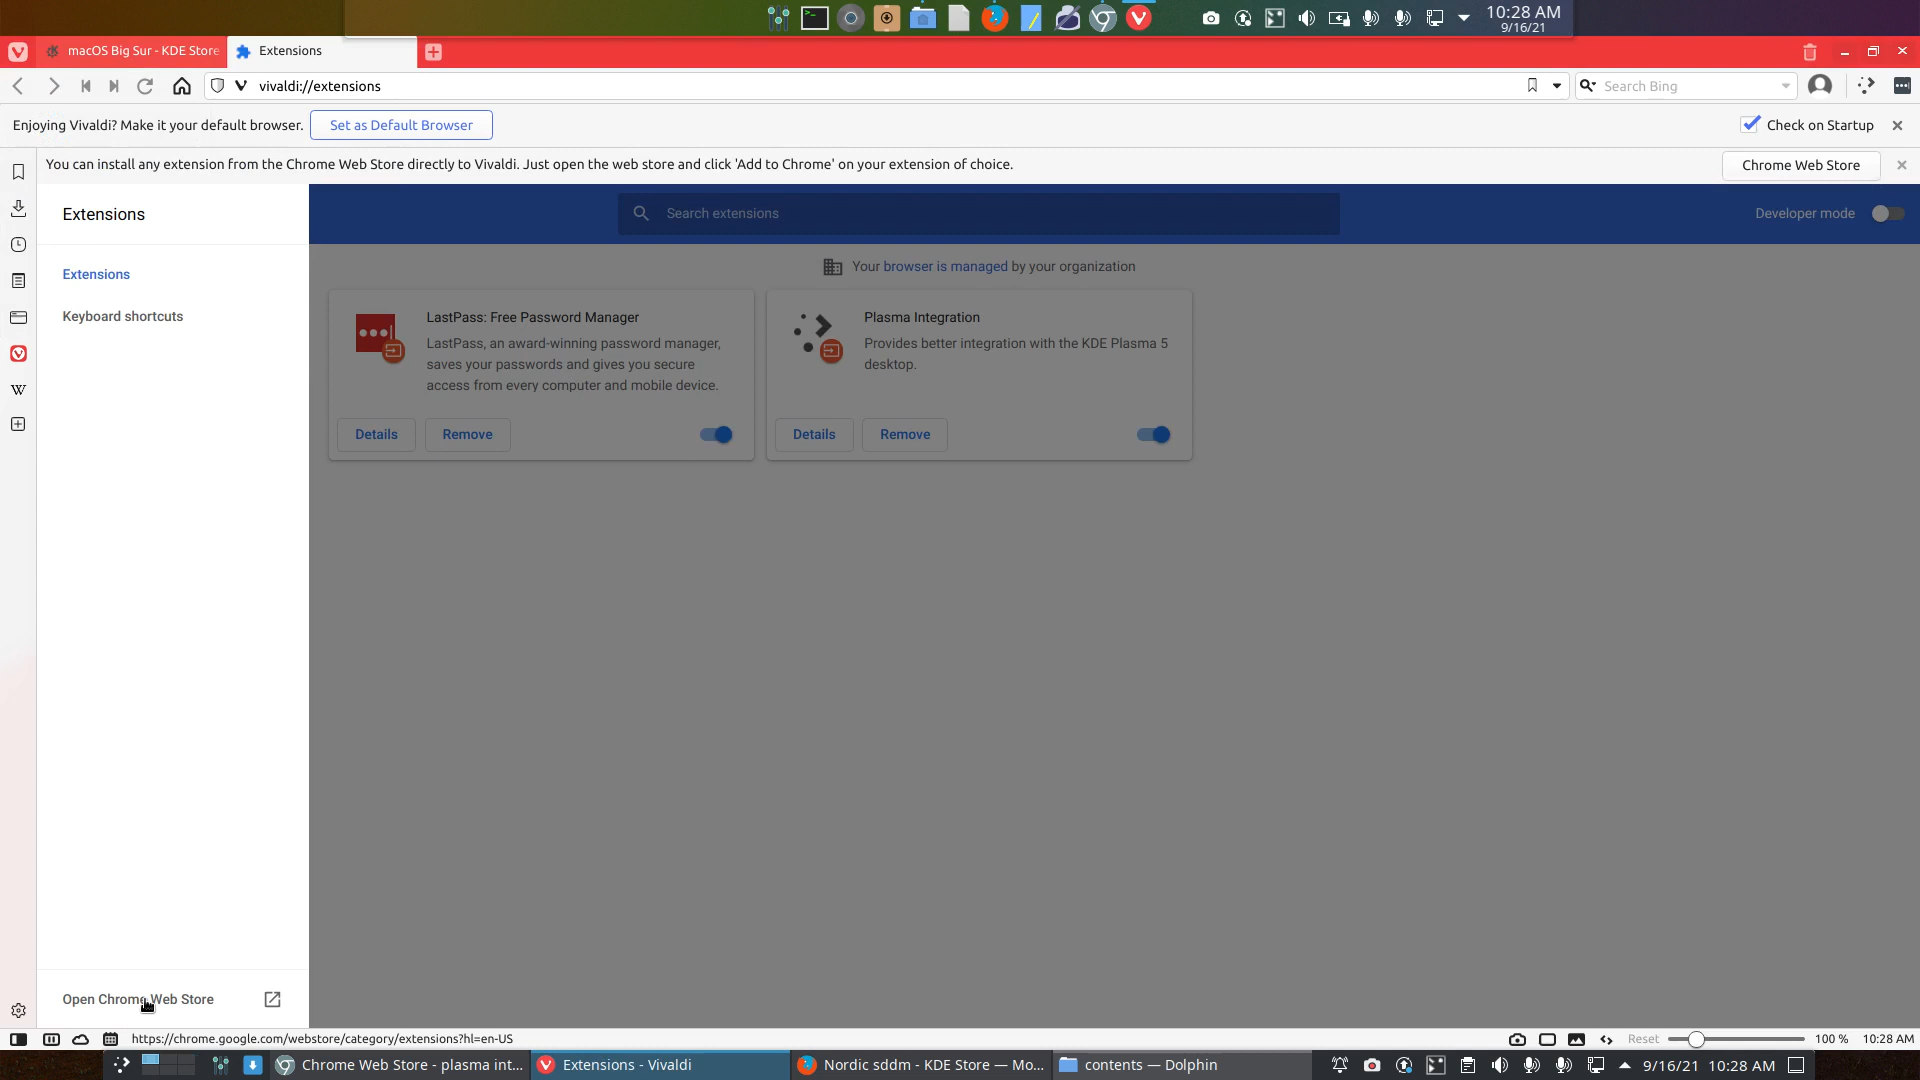 10:28 AM
9/16/21
macOS Big Sur - KDE Store
Extensions
vivaldi://extensions
Search Bing
Enjoying Vivaldi? Make it your default browser.
Set as Default Browser
Check on Startup
You can install any extension from the Chrome Web Store directly to Vivaldi. Just open the web store and click 'Add to Chrome' on your extension of choice.
Chrome Web Store
Extensions
Search extensions
Developer mode
Extensions
Keyboard shortcuts
Your browser is managed by your organization
LastPass: Free Password Manager
LastPass, an award-winning password manager,
saves your passwords and gives you secure
access from every computer and mobile device.
Details
Remove
Plasma Integration
Provides better integration with the KDE Plasma 5
desktop.
Details
Remove
Open Chrome Web Store
https://chrome.google.com/webstore/category/extensions?hl=en-US
Reset
100 %
10:28 AM
Chrome Web Store - plasma int...
Extensions - Vivaldi
Nordic sddm - KDE Store — Mo...
contents — Dolphin
9/16/21 10:28 AM